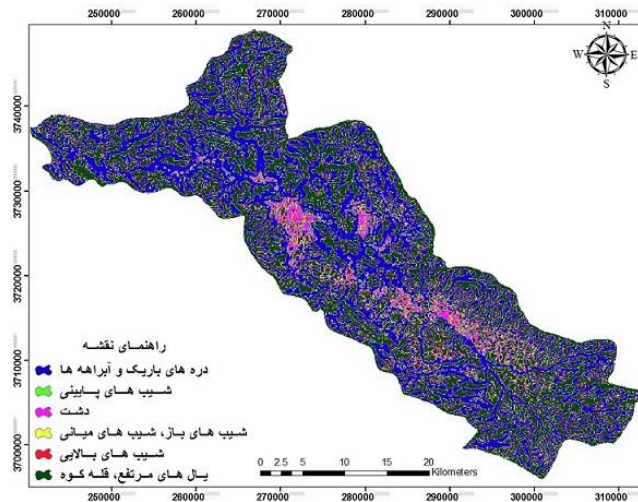 250000 260000 270000 280000 290000 300000 310000
N
W E
S
3740000
3730000
3720000
3710000
3700000
راهنمای نقشه
دره های باریک و آبراهه ها
شیب های پایینی
دشت
شیب های باز، شیب های میانی
شیب های بالایی
یال های مرتفع، قله کوه
0 2.5 5 10 15 20
Kilometers
250000 260000 270000 280000 290000 300000 310000